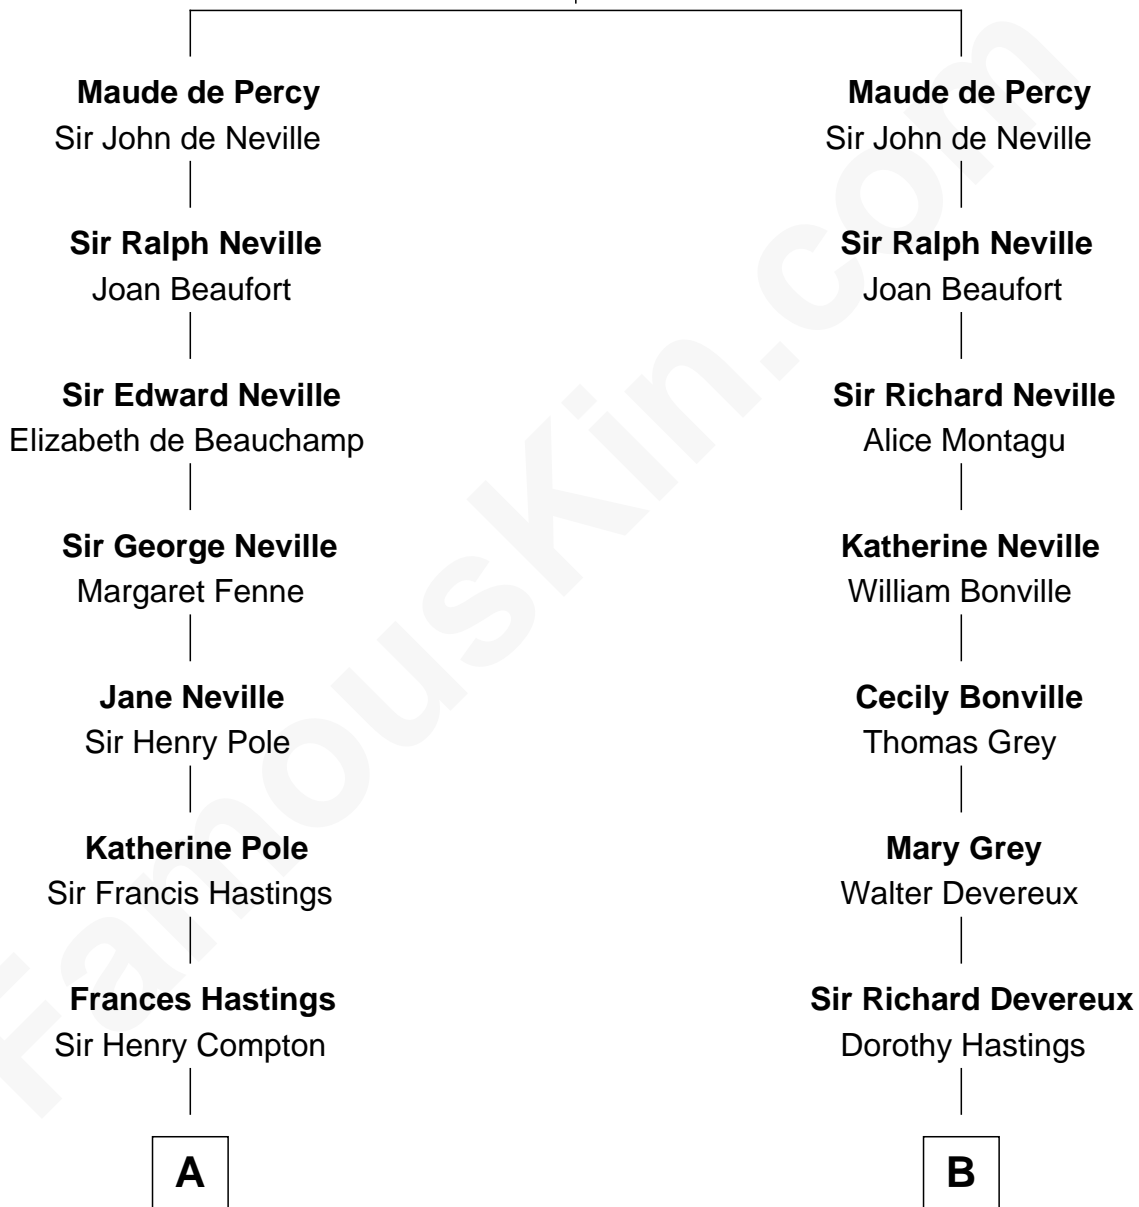 Maude de Percy
Sir John de Neville
Maude de Percy
Sir John de Neville
Sir Ralph Neville
Joan Beaufort
Sir Ralph Neville
Joan Beaufort
Sir Edward Neville
Elizabeth de Beauchamp
Sir Richard Neville
Alice Montagu
Sir George Neville
Margaret Fenne
Katherine Neville
William Bonville
Jane Neville
Sir Henry Pole
Cecily Bonville
Thomas Grey
Katherine Pole
Sir Francis Hastings
Mary Grey
Walter Devereux
Frances Hastings
Sir Henry Compton
Sir Richard Devereux
Dorothy Hastings
A
B
FamousKin.com